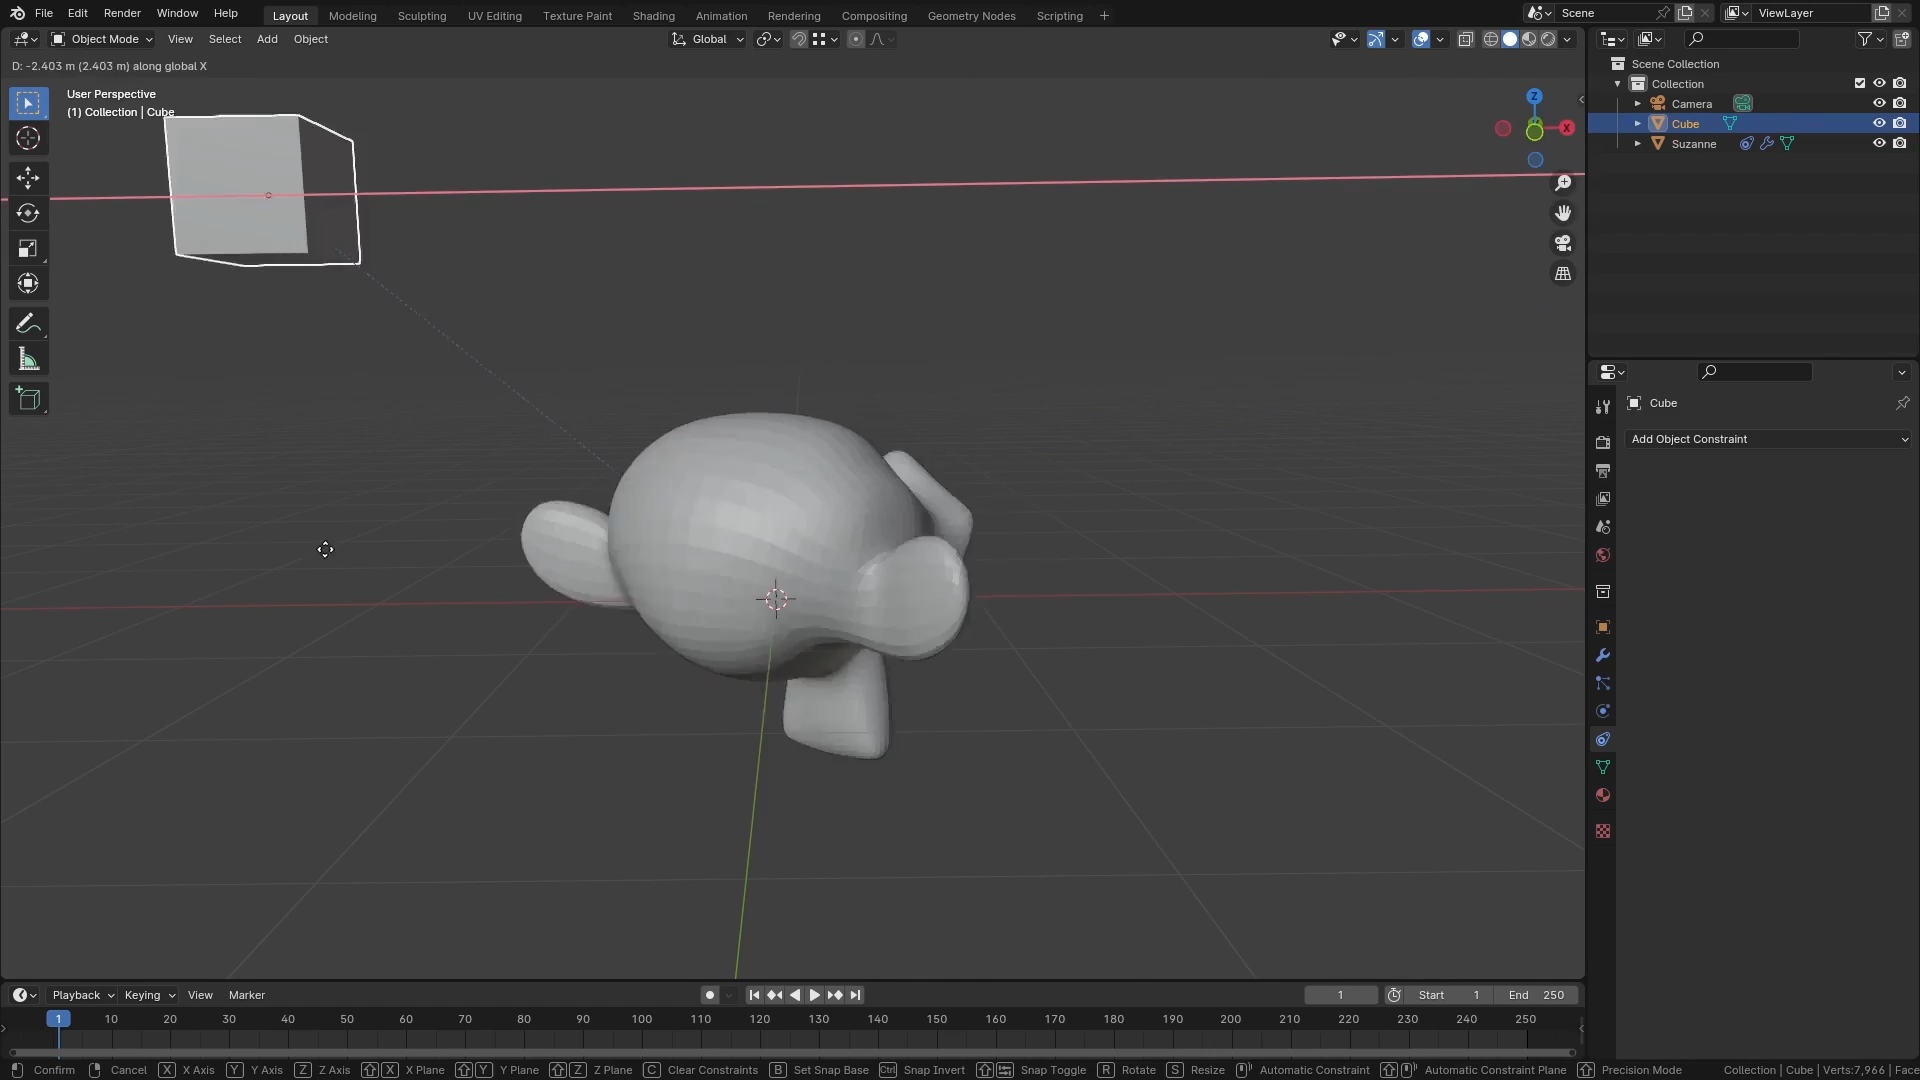 File Edit Render Window Help Layout Modeling Sculpting UV Editing Texture Paint Shading Animation Rendering Compositing Geometry Nodes Scripting + Scene ViewLayer
Object Mode View Select Add Object Global
D: -2.403 m (2.403 m) along global X
User Perspective
(1) Collection | Cube
Z
X
Scene Collection
Collection
Camera
Cube
Suzanne
Cube
Add Object Constraint
Playback Keying View Marker 1 Start 1 End 250
1 10 20 30 40 50 60 70 80 90 100 110 120 130 140 150 160 170 180 190 200 210 220 230 240 250
Confirm Cancel X X Axis Y Y Axis Z Z Axis X X Plane Y Y Plane Z Z Plane C Clear Constraints B Set Snap Base Ctrl Snap Invert Snap Toggle R Rotate S Resize Automatic Constraint Automatic Constraint Plane Precision Mode Collection | Cube | Verts:7,966 | Face